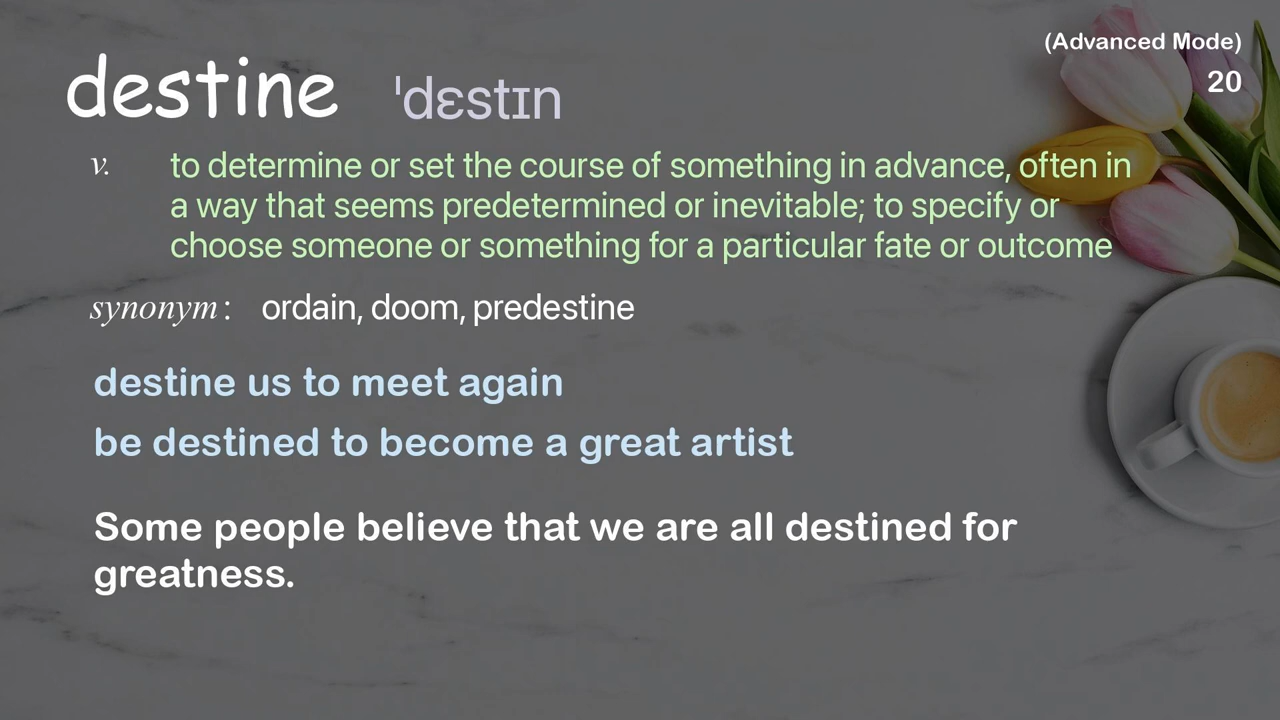 (Advanced Mode)
20
destine ˈdɛstɪn
v. to determine or set the course of something in advance, often in
a way that seems predetermined or inevitable; to specify or
choose someone or something for a particular fate or outcome
synonym: ordain, doom, predestine
destine us to meet again
be destined to become a great artist
Some people believe that we are all destined for
greatness.